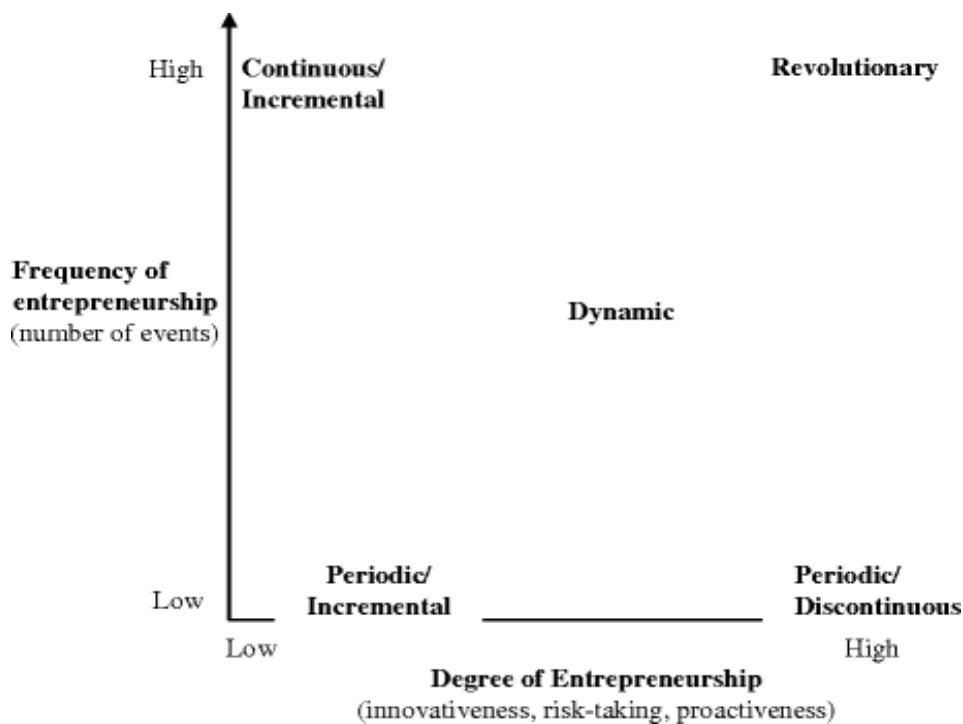 High
Continuous/
Incremental
Revolutionary
Frequency of
entrepreneurship
(number of events)
Dynamic
Low
Periodic/
Incremental
Periodic/
Discontinuous
Low
High
Degree of Entrepreneurship
(innovativeness, risk-taking, proactiveness)